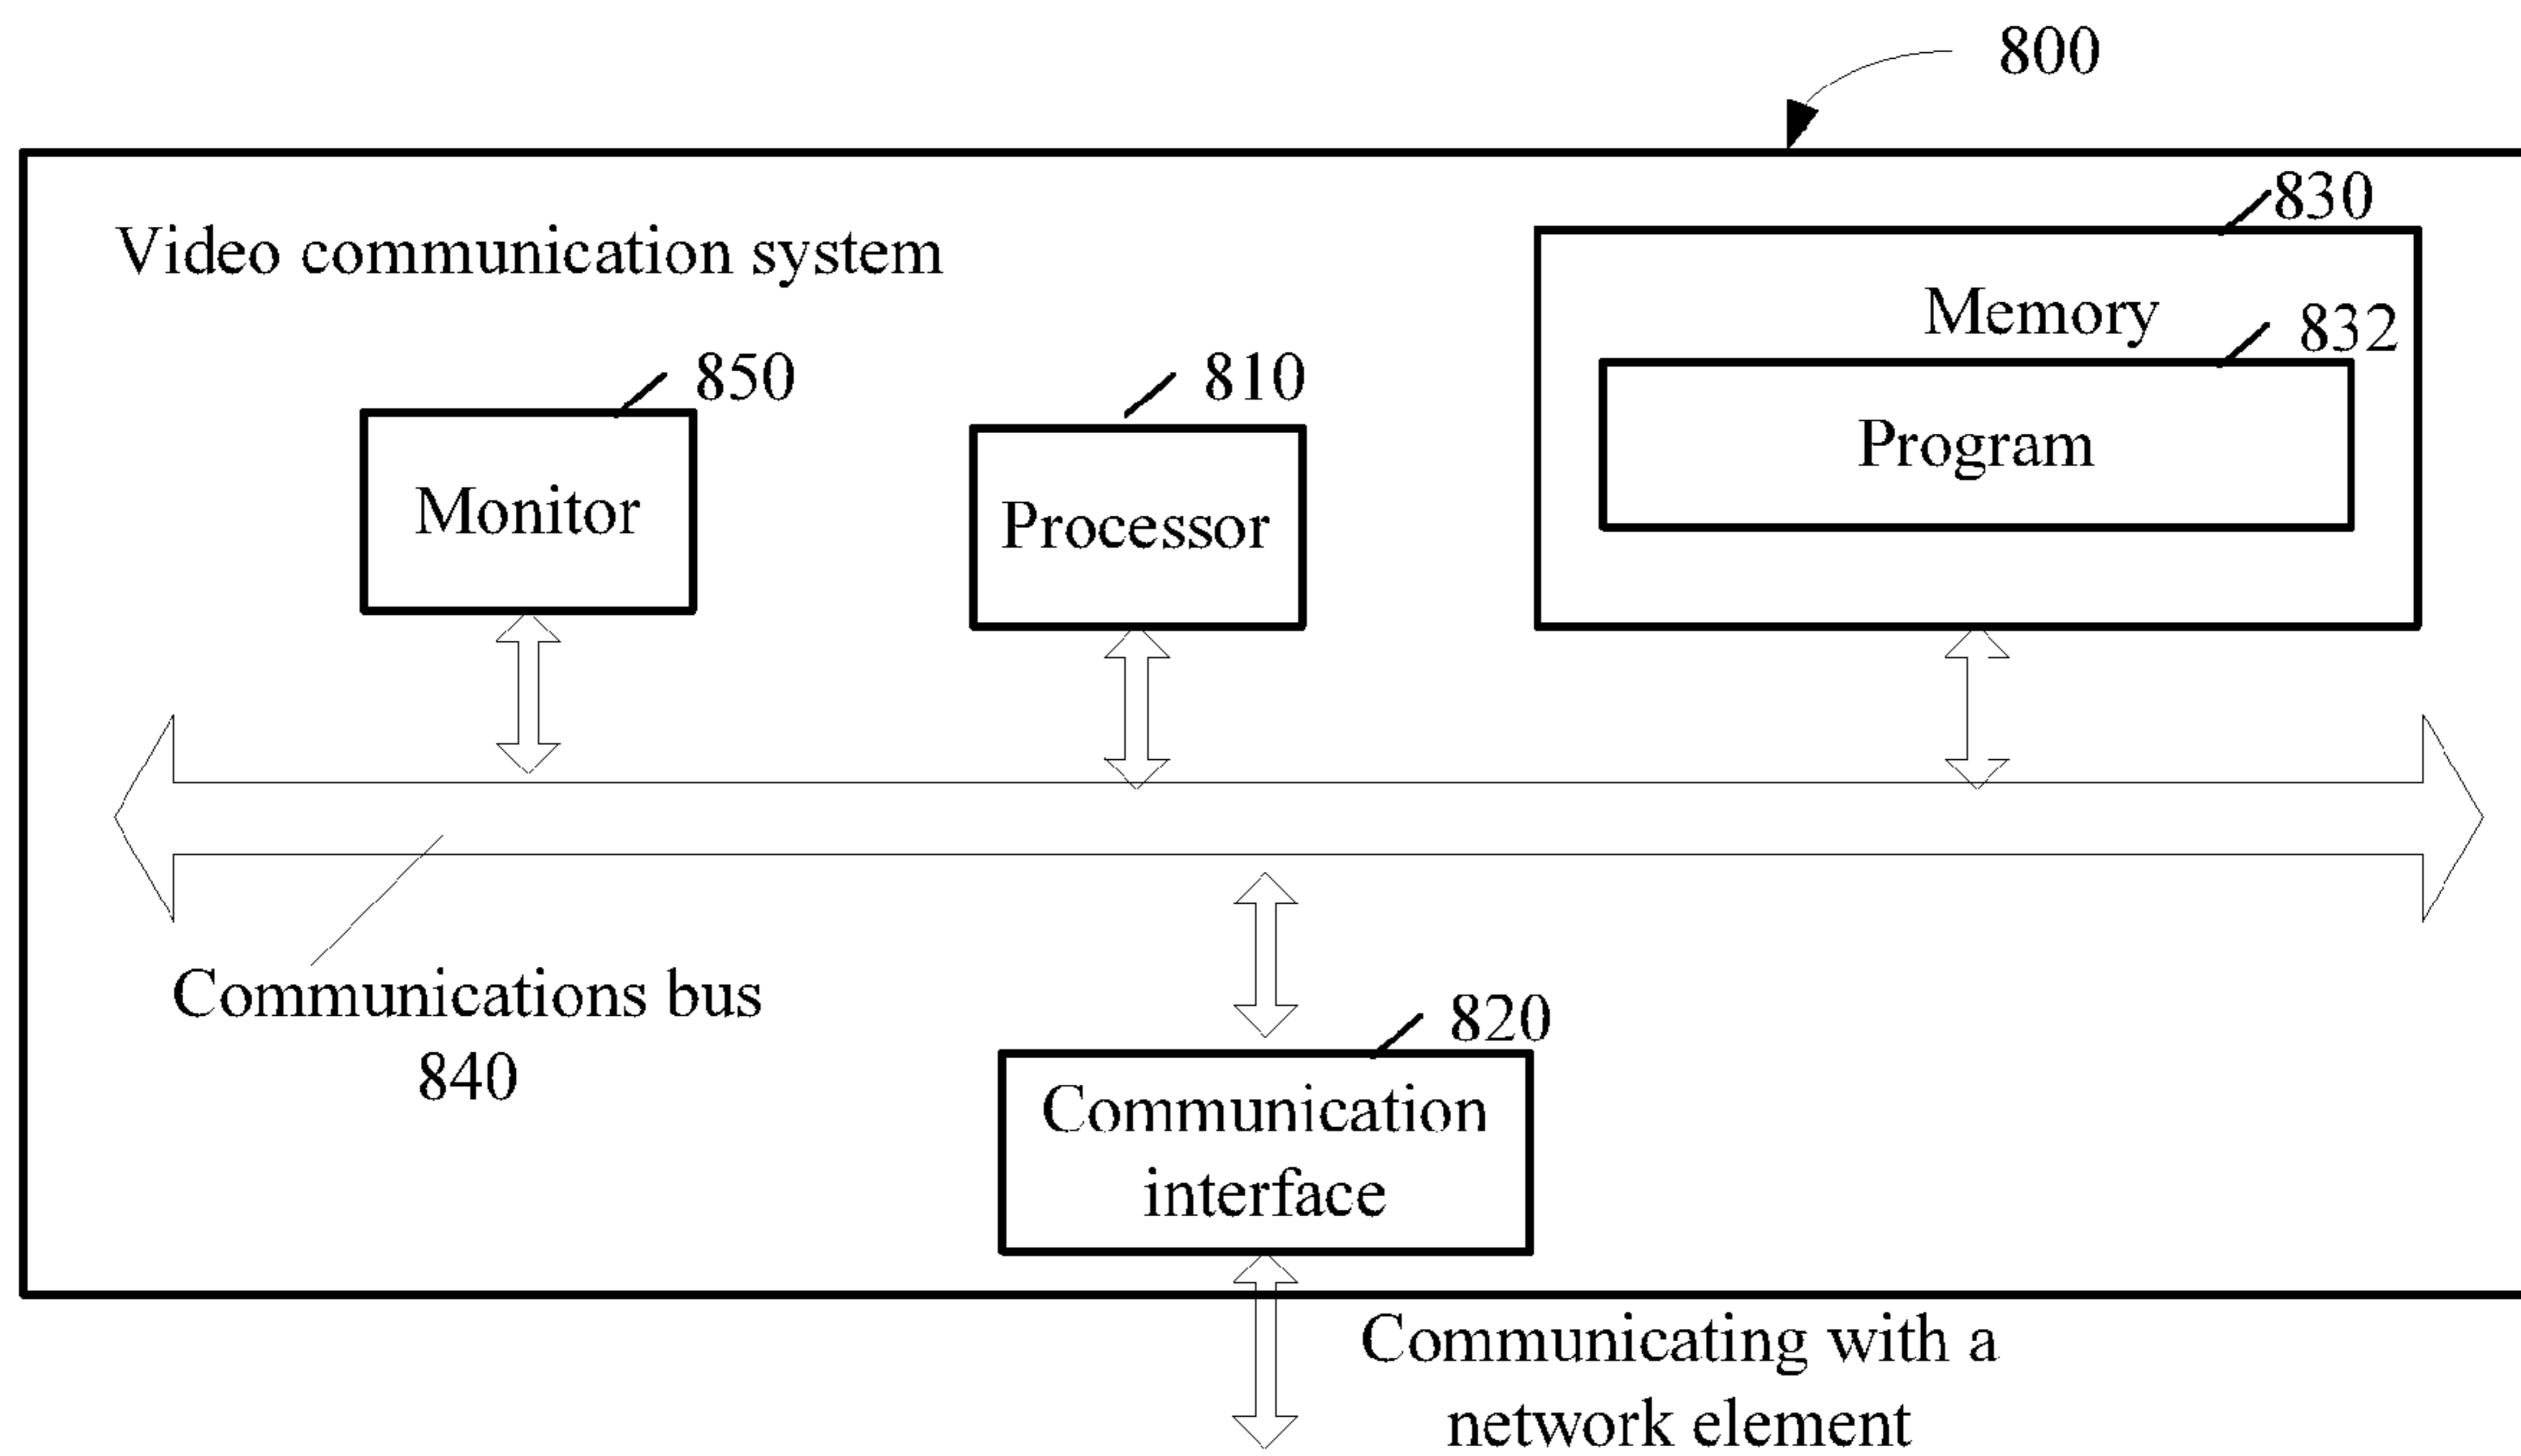 800
830
Video communication system
Memory
832
850
810
Program
Monitor
Processor
Communications bus
840
820
Communication
interface
Communicating with a
network element